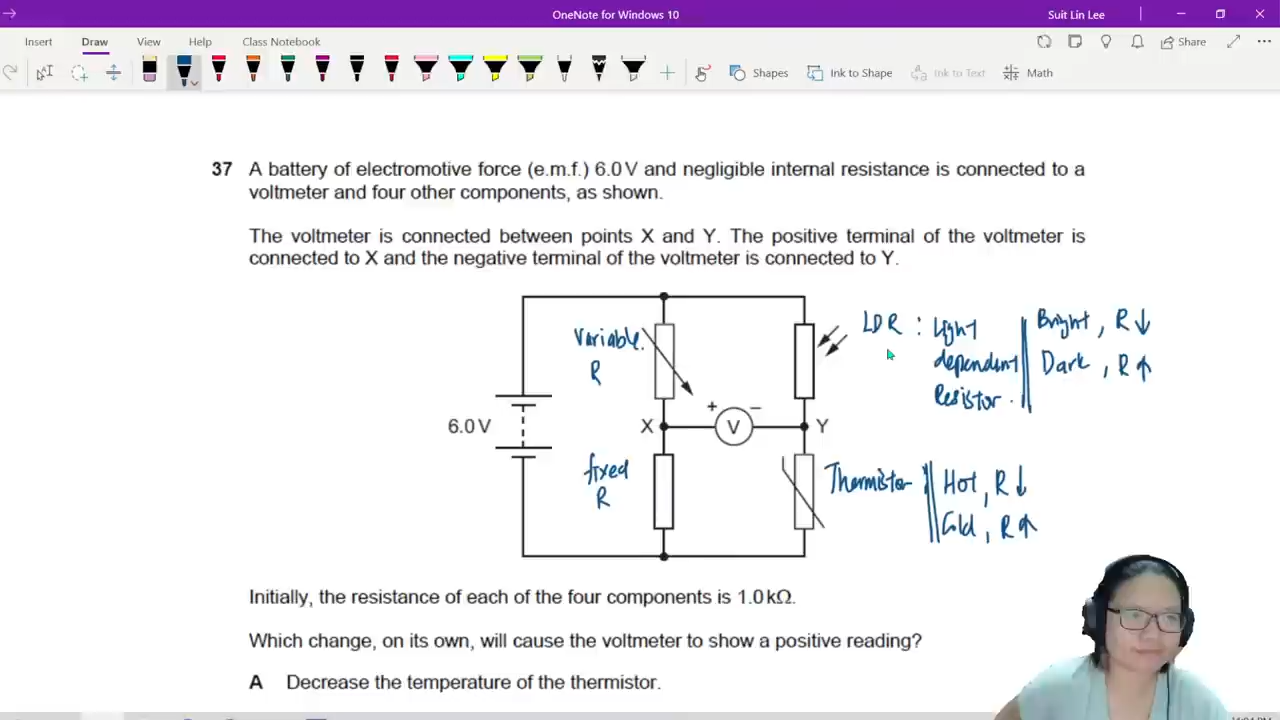 OneNote for Windows 10
Suit Lin Lee
Insert Draw View Help Class Notebook
Share
Shapes Ink to Shape Ink to Text Math
37 A battery of electromotive force (e.m.f.) 6.0 V and negligible internal resistance is connected to a
voltmeter and four other components, as shown.
The voltmeter is connected between points X and Y. The positive terminal of the voltmeter is
connected to X and the negative terminal of the voltmeter is connected to Y.
Variable. R
LDR : Light dependent Resistor.
Bright, R ↓
Dark, R ↑
+ −
6.0 V
X V Y
fixed R
Thermistor
Hot, R ↓
Cold, R ↑
Initially, the resistance of each of the four components is 1.0 kΩ.
Which change, on its own, will cause the voltmeter to show a positive reading?
A Decrease the temperature of the thermistor.